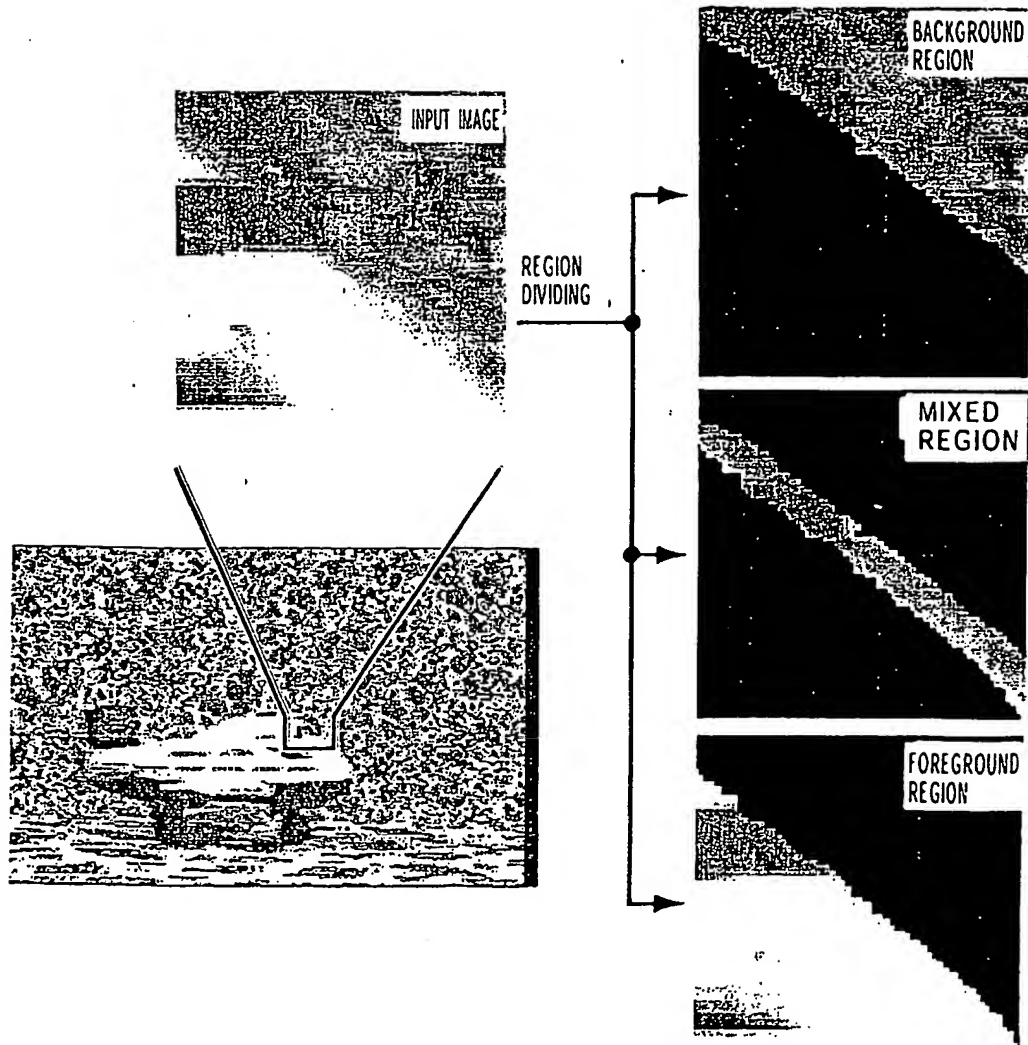 INPUT IMAGE
REGION
DIVIDING
BACKGROUND
REGION
MIXED
REGION
FOREGROUND
REGION